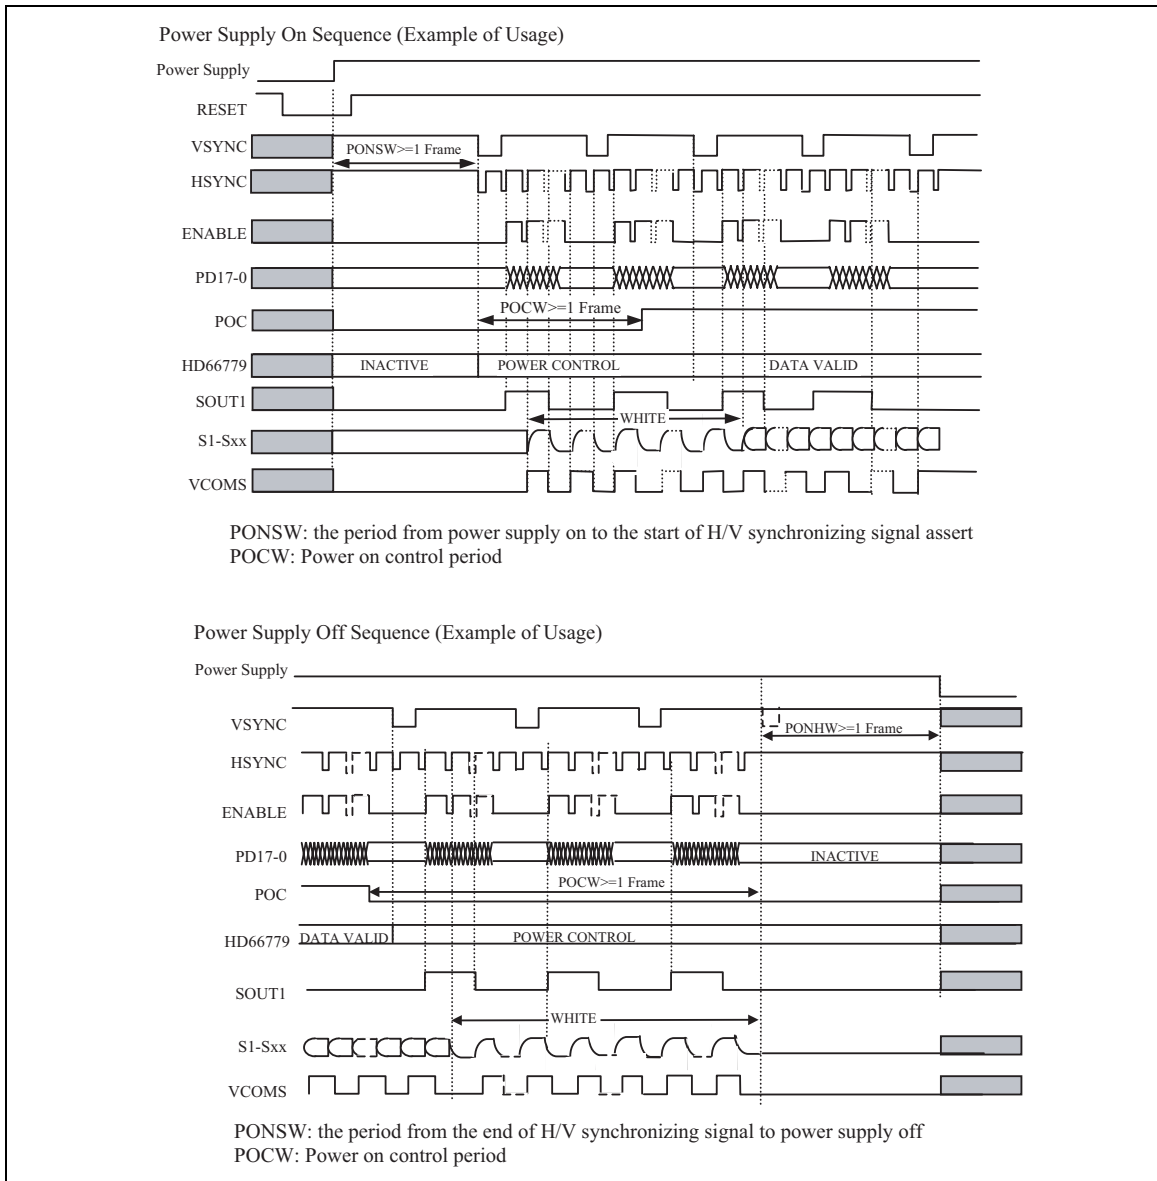 Power Supply On Sequence (Example of Usage)
Power Supply
RESET
VSYNC
PONSW>=1 Frame
HSYNC
ENABLE
PD17-0
POCW>=1 Frame
POC
HD66779 INACTIVE POWER CONTROL DATA VALID
SOUT1
WHITE
S1-Sxx
VCOMS
PONSW: the period from power supply on to the start of H/V synchronizing signal assert
POCW: Power on control period
Power Supply Off Sequence (Example of Usage)
Power Supply
VSYNC
PONHW>=1 Frame
HSYNC
ENABLE
PD17-0 INACTIVE
POCW>=1 Frame
POC
HD66779 DATA VALID POWER CONTROL
SOUT1
WHITE
S1-Sxx
VCOMS
PONSW: the period from the end of H/V synchronizing signal to power supply off
POCW: Power on control period